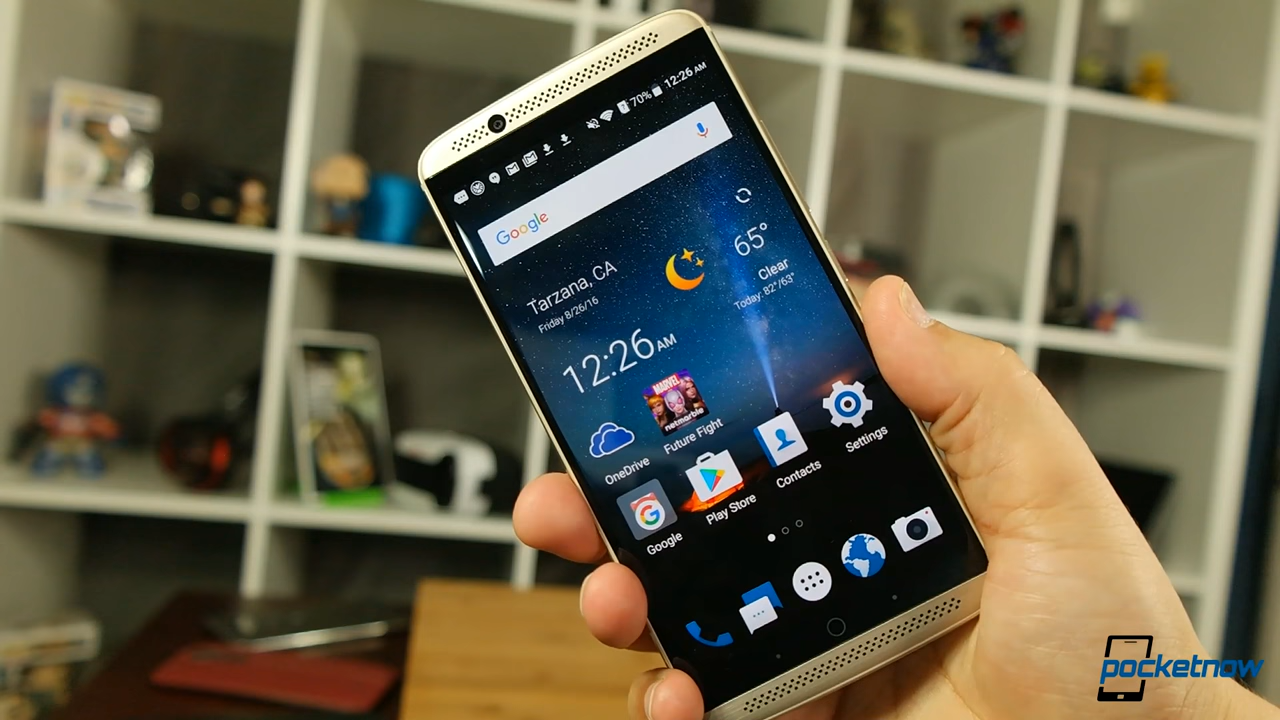 70% 12:26 AM
Google
Tarzana, CA
Friday 8/26/16
65°
Clear
Today: 82°/63°
12:26 AM
MARVEL
netmarble
OneDrive
Future Fight
Contacts
Settings
Google
Play Store
pocketnow